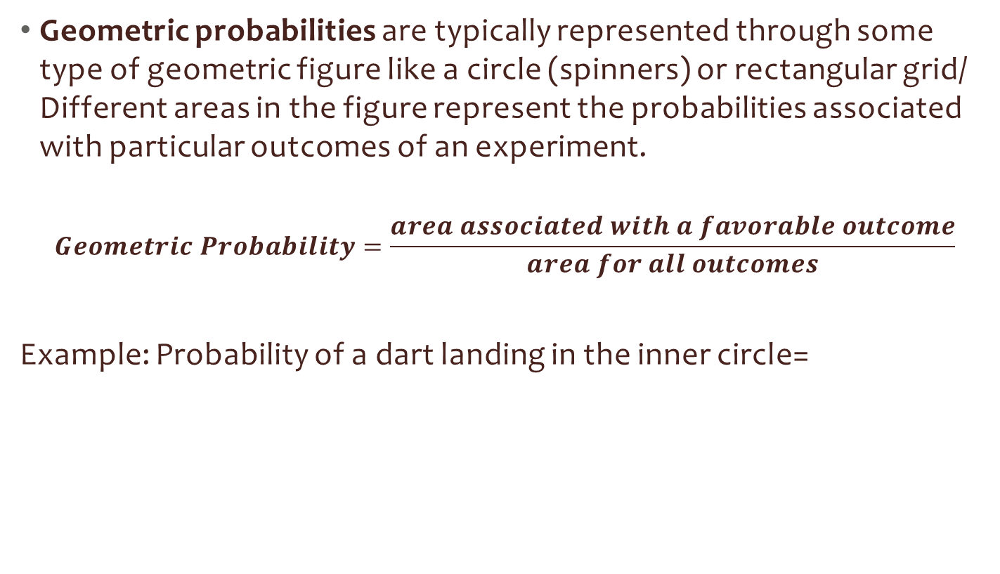 • Geometric probabilities are typically represented through some
type of geometric figure like a circle (spinners) or rectangular grid/
Different areas in the figure represent the probabilities associated
with particular outcomes of an experiment.
Geometric Probability = area associated with a favorable outcome
area for all outcomes
Example: Probability of a dart landing in the inner circle=